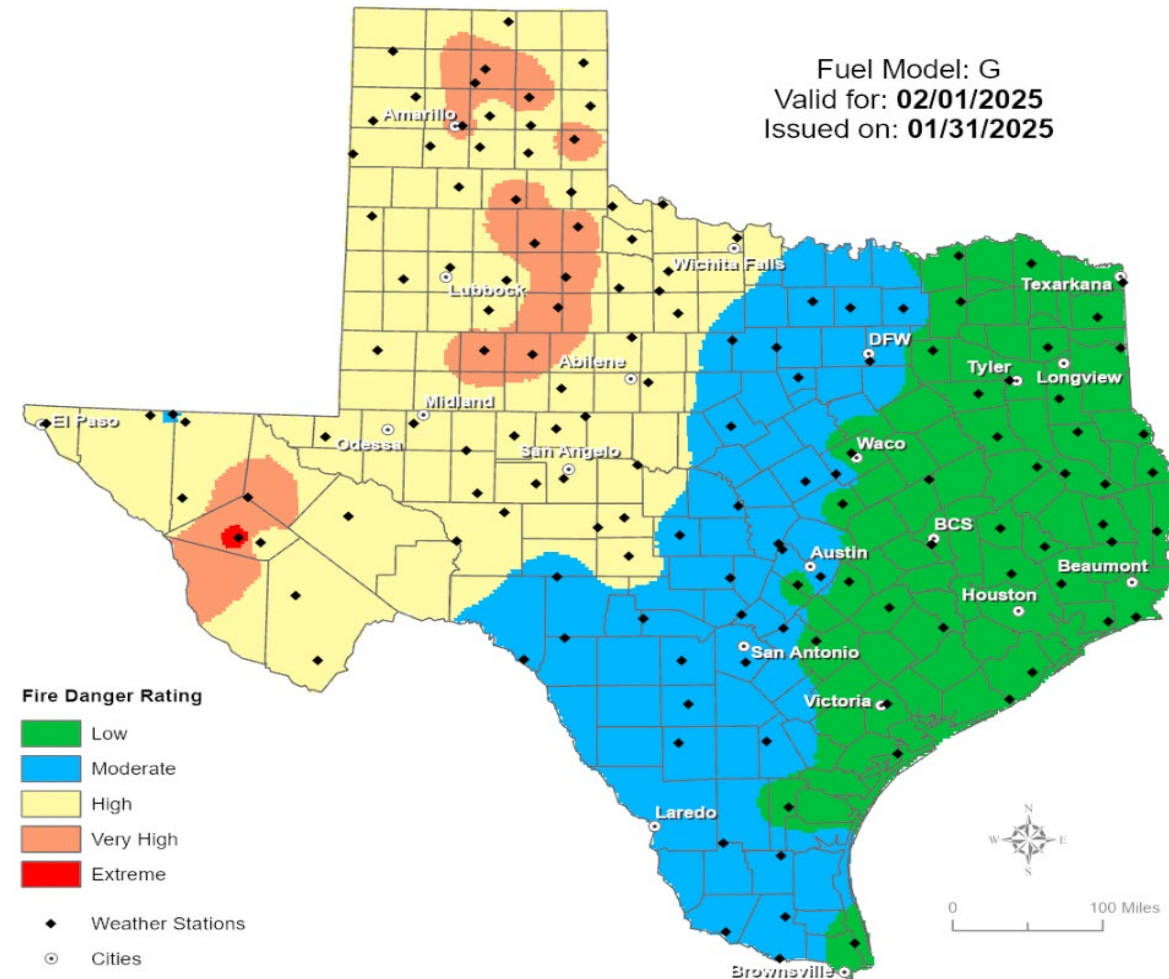 Fuel Model: G
Valid for: 02/01/2025
Issued on: 01/31/2025
Amarillo
Wichita Falls
Lubbock
Texarkana
DFW
Abilene
Tyler
Longview
Midland
El Paso
Odessa
San Angelo
Waco
BCS
Austin
Beaumont
Houston
San Antonio
Victoria
Laredo
Brownsville
Fire Danger Rating
Low
Moderate
High
Very High
Extreme
Weather Stations
Cities
N
W E
S
0 100 Miles